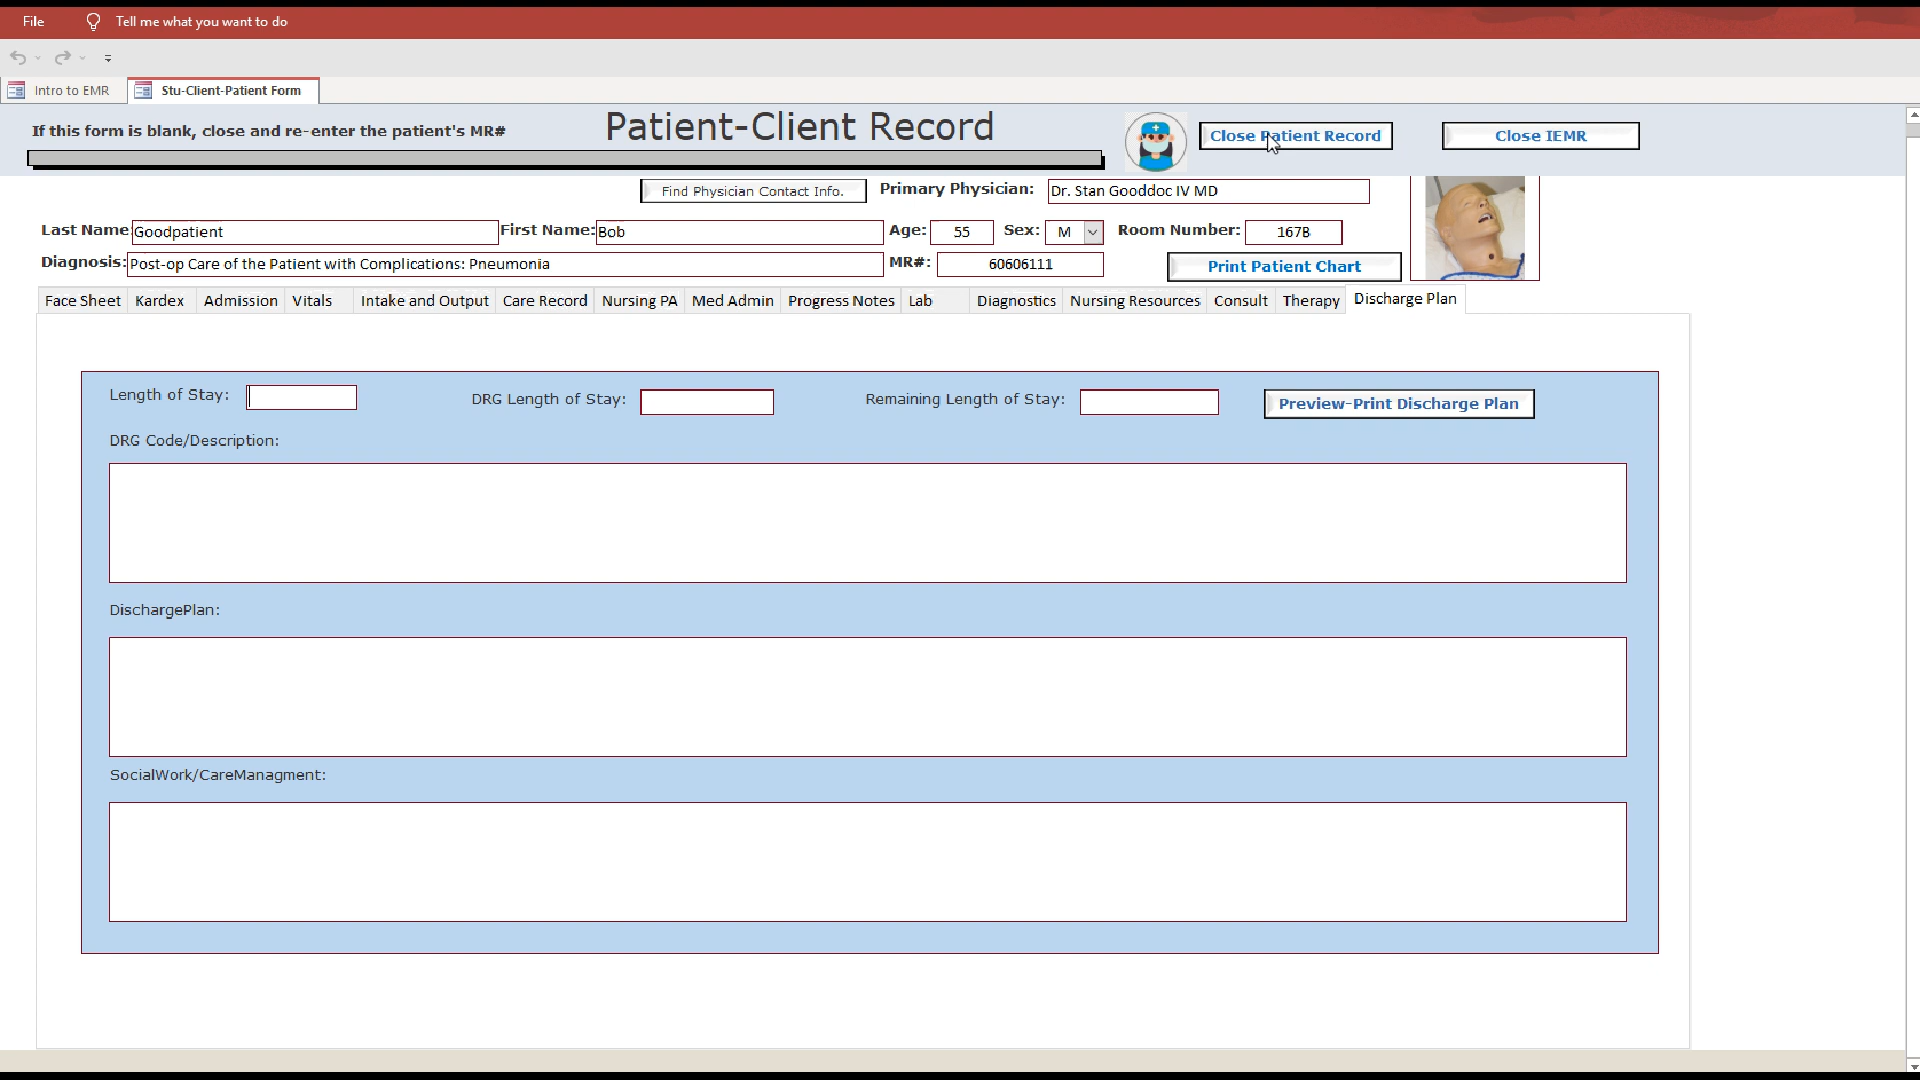 File Tell me what you want to do
Intro to EMR Stu-Client-Patient Form
If this form is blank, close and re-enter the patient's MR# Patient-Client Record Close Patient Record Close IEMR
Find Physician Contact Info. Primary Physician: Dr. Stan Gooddoc IV MD
Last Name: Goodpatient First Name: Bob Age: 55 Sex: M Room Number: 167B
Diagnosis: Post-op Care of the Patient with Complications: Pneumonia MR#: 60606111 Print Patient Chart
Face Sheet Kardex Admission Vitals Intake and Output Care Record Nursing PA Med Admin Progress Notes Lab Diagnostics Nursing Resources Consult Therapy Discharge Plan
Length of Stay: DRG Length of Stay: Remaining Length of Stay: Preview-Print Discharge Plan
DRG Code/Description:
DischargePlan:
SocialWork/CareManagment: